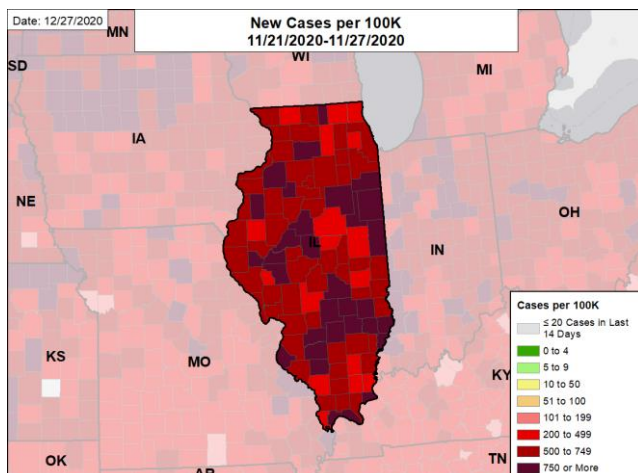 Date: 12/27/2020
New Cases per 100K
11/21/2020-11/27/2020
MN
WI
SD
MI
IA
NE
OH
IL
IN
Cases per 100K
≤ 20 Cases in Last
14 Days
0 to 4
5 to 9
10 to 50
51 to 100
101 to 199
200 to 499
500 to 749
750 or More
KS
MO
KY
OK
AR
TN